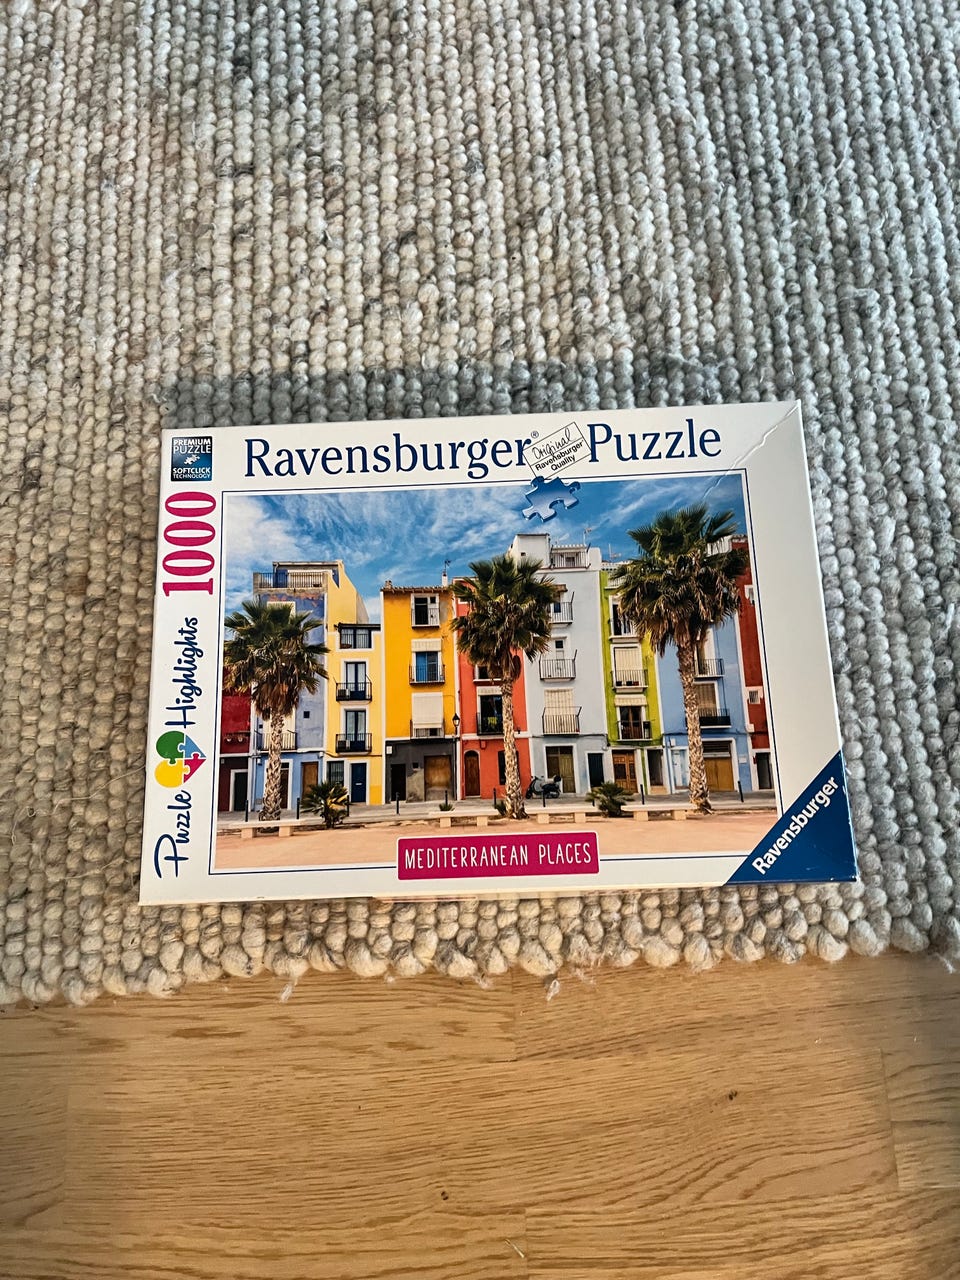 PREMIUM
PUZZLE
SOFTCLICK
TECHNOLOGY
Ravensburger®
Original
Ravensburger
Quality
Puzzle
1000
Puzzle Highlights
MEDITERRANEAN PLACES
Ravensburger